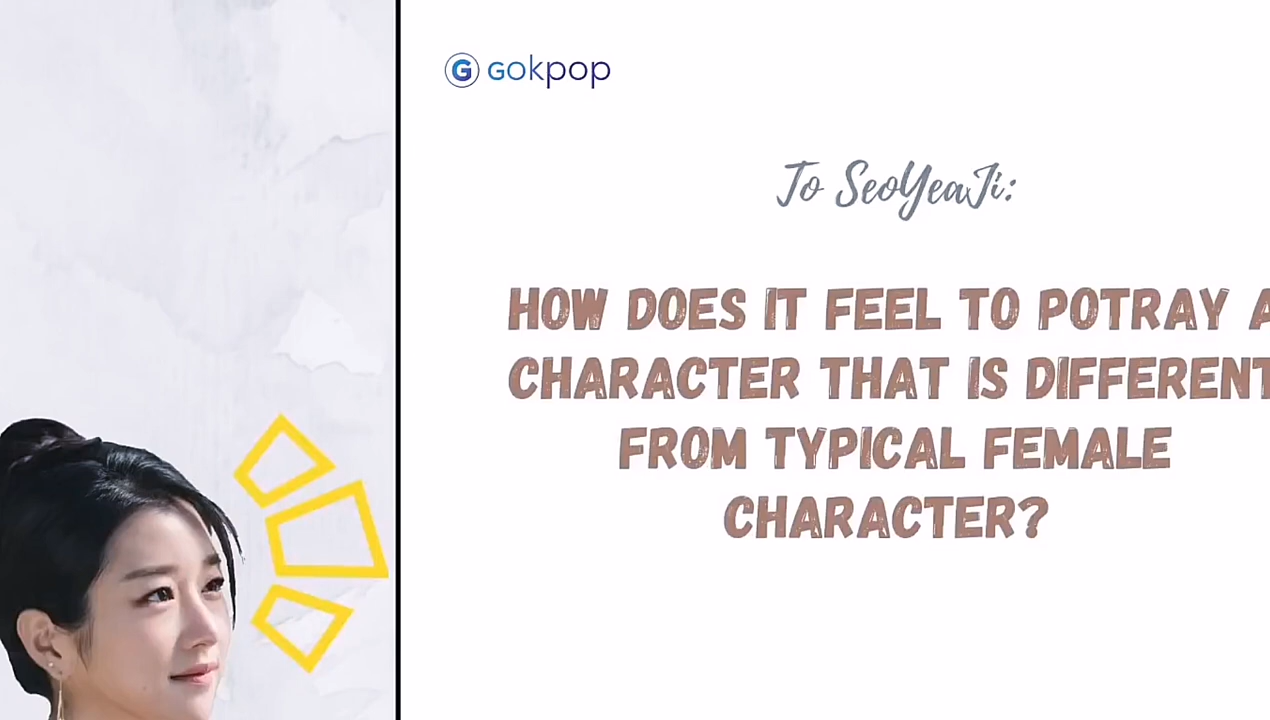 G GOkpop
To SeoYeaJi:
HOW DOES IT FEEL TO POTRAY A
CHARACTER THAT IS DIFFERENT
FROM TYPICAL FEMALE
CHARACTER?